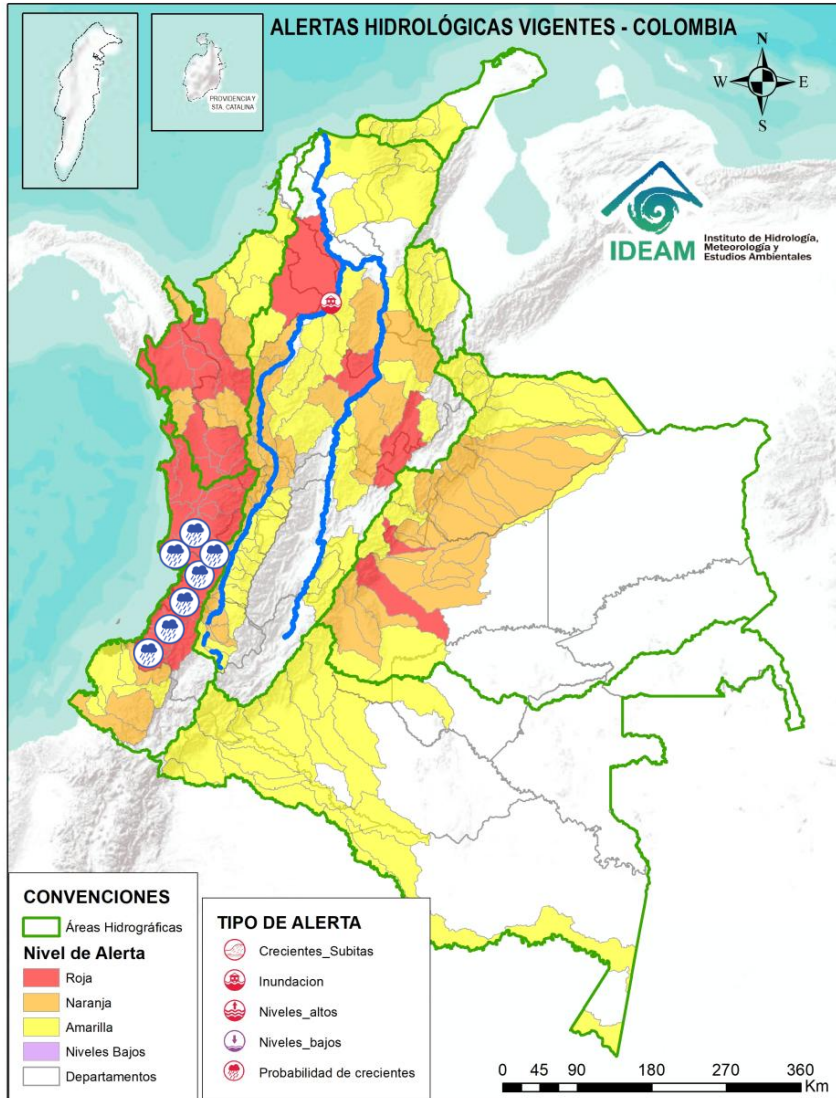 ALERTAS HIDROLÓGICAS VIGENTES - COLOMBIA
PROVIDENCIA Y
STA. CATALINA
N
W
E
S
IDEAM
Instituto de Hidrología,
Meteorología y
Estudios Ambientales
CONVENCIONES
Áreas Hidrográficas
Nivel de Alerta
Roja
Naranja
Amarilla
Niveles Bajos
Departamentos
TIPO DE ALERTA
Crecientes_Subitas
Inundacion
Niveles_altos
Niveles_bajos
Probabilidad de crecientes
0 45 90 180 270 360
Km